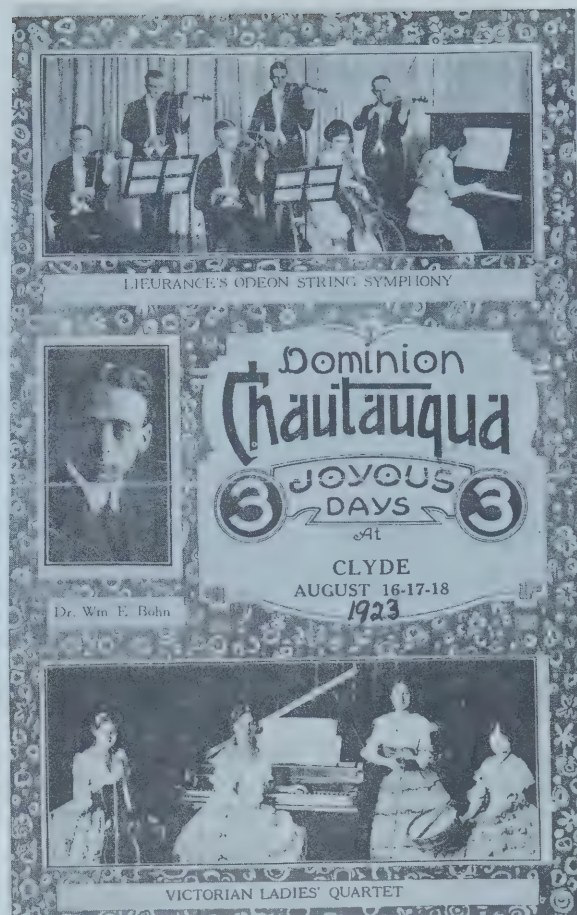 LIEURANCE'S ODEON STRING SYMPHONY
Dominion
Chautauqua
3 JOYOUS 3
DAYS
At
CLYDE
AUGUST 16-17-18
1923
Dr. Wm. E. Bohn
VICTORIAN LADIES' QUARTET